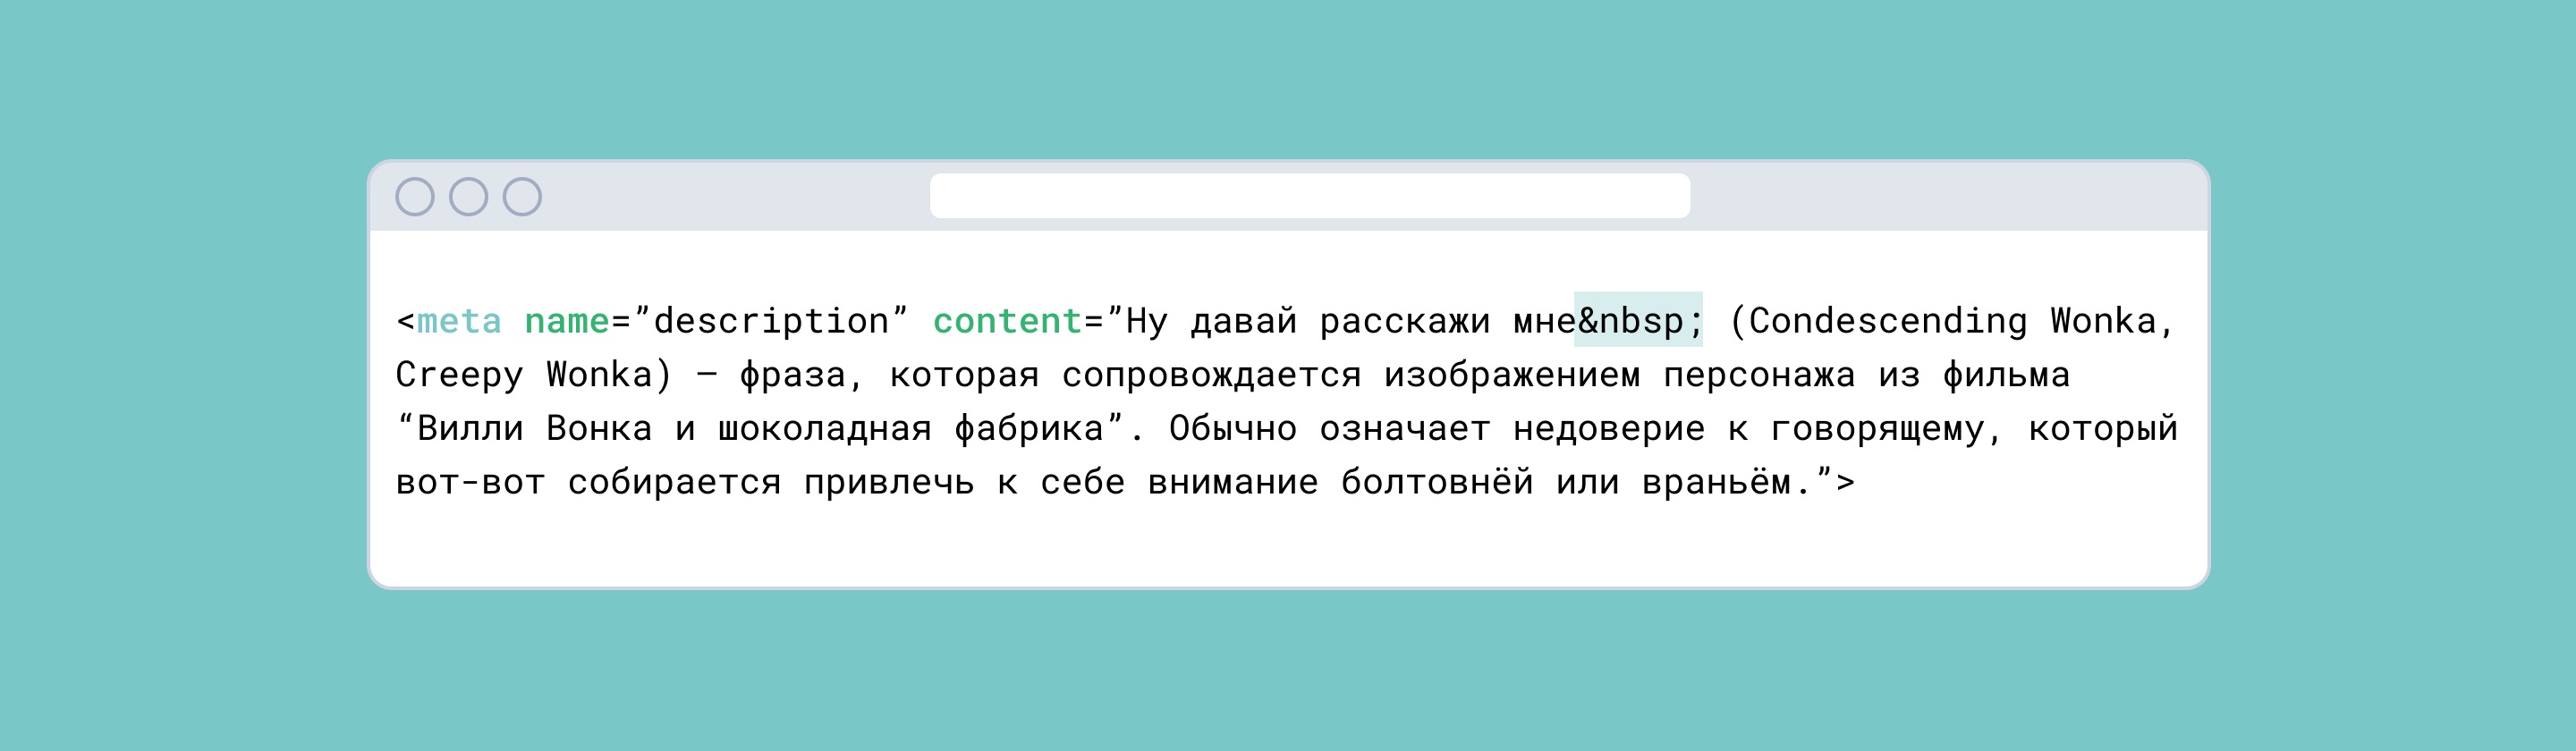 <meta name=”description” content=”Ну давай расскажи мне&nbsp; (Condescending Wonka,
Creepy Wonka) — фраза, которая сопровождается изображением персонажа из фильма
“Вилли Вонка и шоколадная фабрика”. Обычно означает недоверие к говорящему, который
вот-вот собирается привлечь к себе внимание болтовнёй или враньём.”>